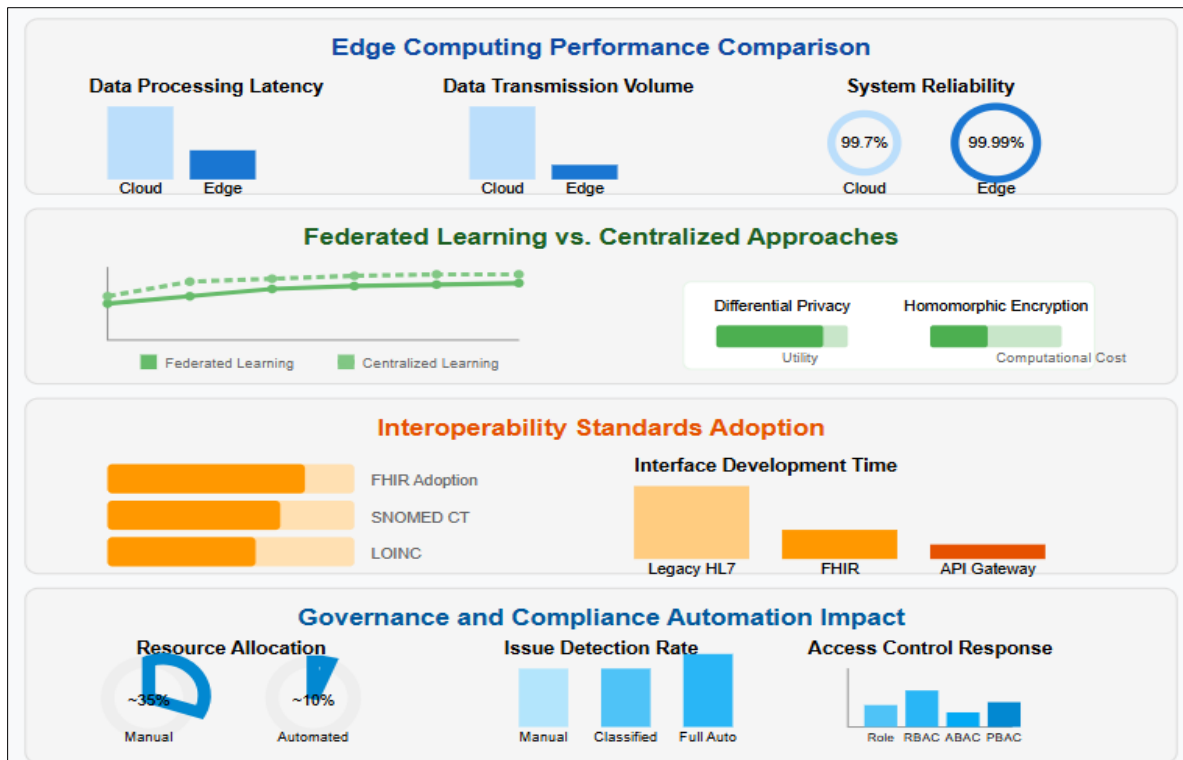 Edge Computing Performance Comparison
Data Processing Latency
Data Transmission Volume
System Reliability
99.7%
99.99%
Cloud
Edge
Cloud
Edge
Cloud
Edge
Federated Learning vs. Centralized Approaches
Differential Privacy
Homomorphic Encryption
Utility
Computational Cost
Federated Learning
Centralized Learning
Interoperability Standards Adoption
FHIR Adoption
SNOMED CT
LOINC
Interface Development Time
Legacy HL7
FHIR
API Gateway
Governance and Compliance Automation Impact
Resource Allocation
~35%
~10%
Manual
Automated
Issue Detection Rate
Manual
Classified
Full Auto
Access Control Response
Role
RBAC
ABAC
PBAC